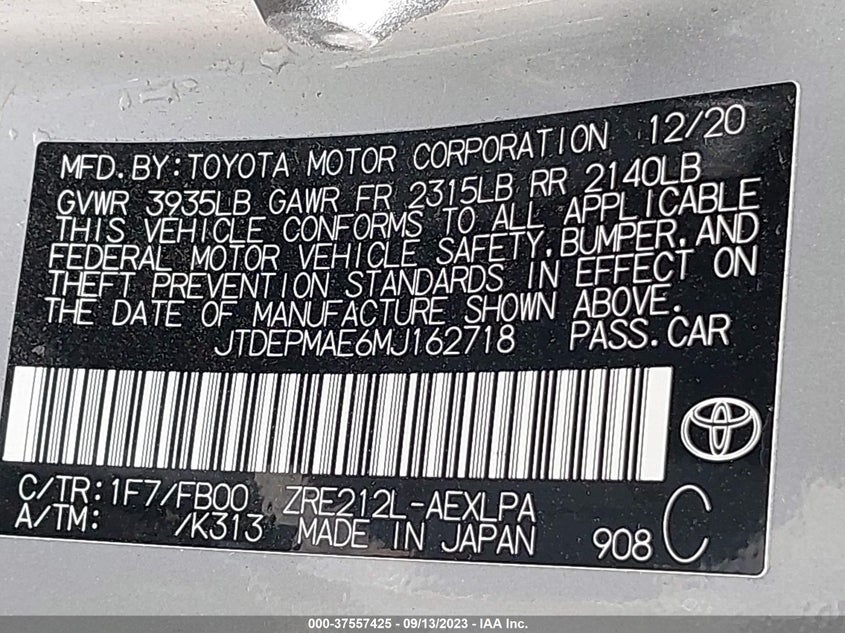 MFD. BY: TOYOTA MOTOR CORPORATION 12/20
GVWR 3935LB GAWR FR 2315LB RR 2140LB
THIS VEHICLE CONFORMS TO ALL APPLICABLE
FEDERAL MOTOR VEHICLE SAFETY, BUMPER, AND
THEFT PREVENTION STANDARDS IN EFFECT ON
THE DATE OF MANUFACTURE SHOWN ABOVE.
JTDEPMAE6MJ162718 PASS. CAR
C/TR: 1F7/FB00 ZRE212L-AEXLPA
A/TM: /K313 MADE IN JAPAN 908 C
000-37557425 - 09/13/2023 - IAA Inc.